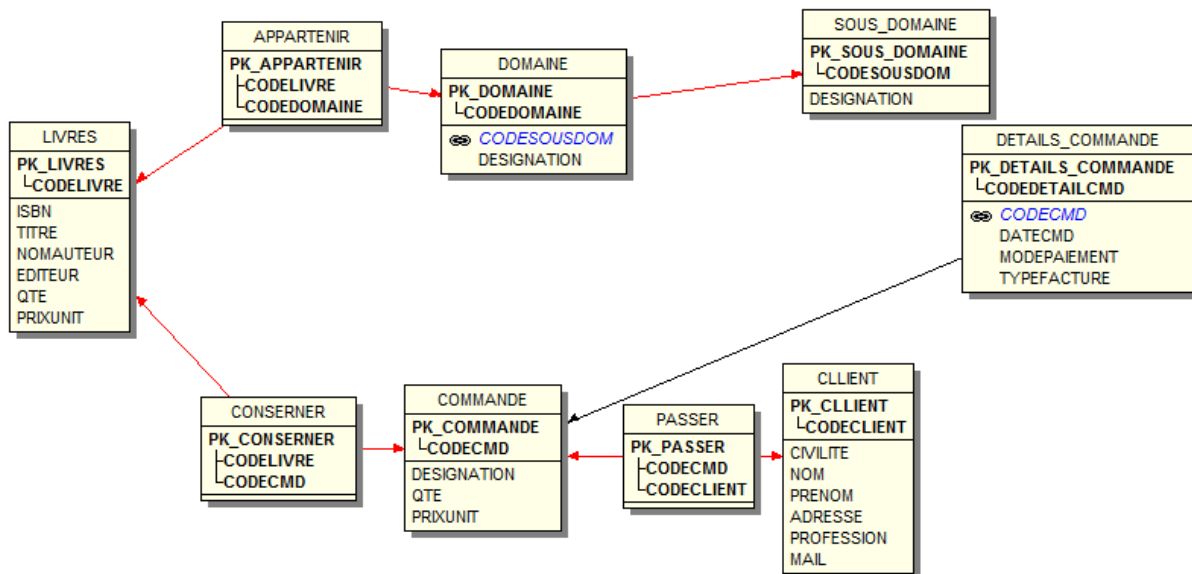 APPARTENIR
PK_APPARTENIR
CODELIVRE
CODEDOMAINE
DOMAINE
PK_DOMAINE
CODEDOMAINE
CODESOUSDOM
DESIGNATION
SOUS_DOMAINE
PK_SOUS_DOMAINE
CODESOUSDOM
DESIGNATION
LIVRES
PK_LIVRES
CODELIVRE
ISBN
TITRE
NOMAUTEUR
EDITEUR
QTE
PRIXUNIT
DETAILS_COMMANDE
PK_DETAILS_COMMANDE
CODEDETAILCMD
CODECMD
DATECMD
MODEPAIEMENT
TYPEFACTURE
CONSERNER
PK_CONSERNER
CODELIVRE
CODECMD
COMMANDE
PK_COMMANDE
CODECMD
DESIGNATION
QTE
PRIXUNIT
PASSER
PK_PASSER
CODECMD
CODECLIENT
CLLIENT
PK_CLLIENT
CODECLIENT
CIVILITE
NOM
PRENOM
ADRESSE
PROFESSION
MAIL